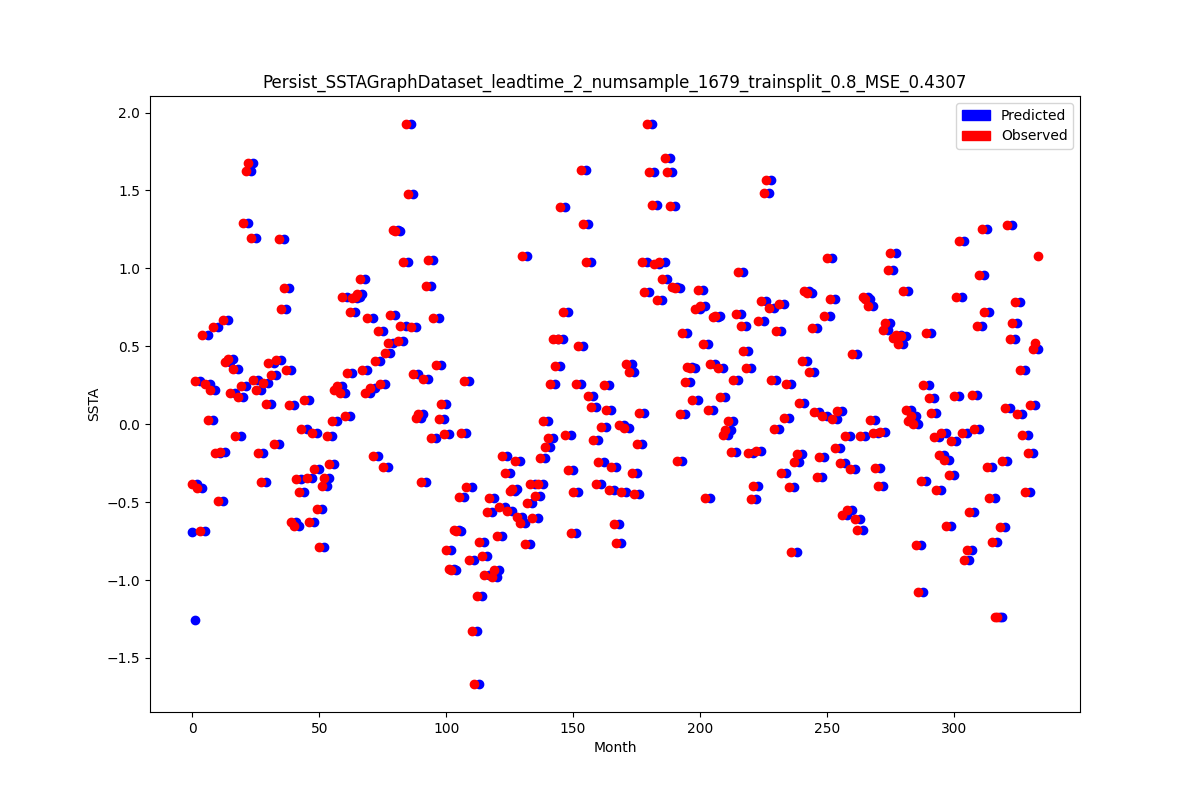 Persist_SSTAGraphDataset_leadtime_2_numsample_1679_trainsplit_0.8_MSE_0.4307
Predicted
Observed
2.0
1.5
1.0
0.5
0.0
−0.5
−1.0
−1.5
SSTA
0 50 100 150 200 250 300
Month